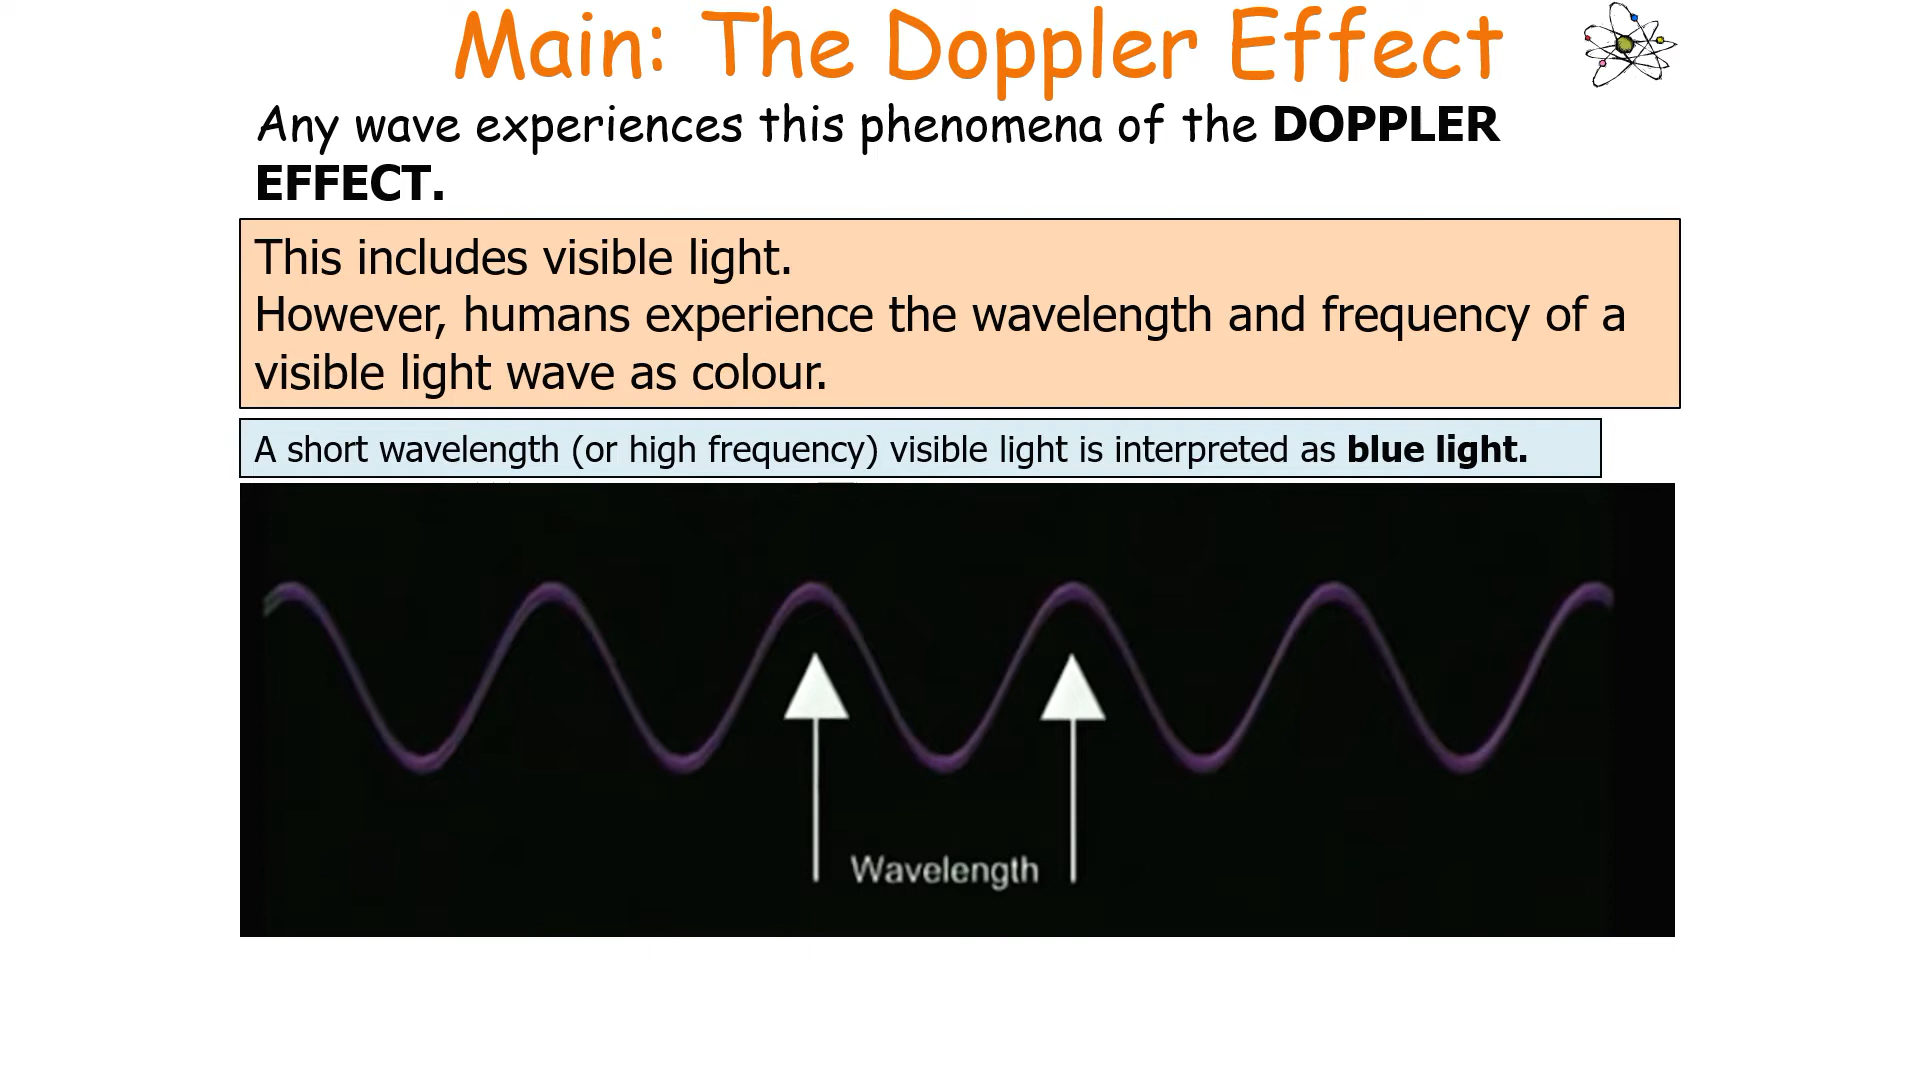 Main: The Doppler Effect
Any wave experiences this phenomena of the DOPPLER
EFFECT.
This includes visible light.
However, humans experience the wavelength and frequency of a
visible light wave as colour.
A short wavelength (or high frequency) visible light is interpreted as blue light.
Wavelength